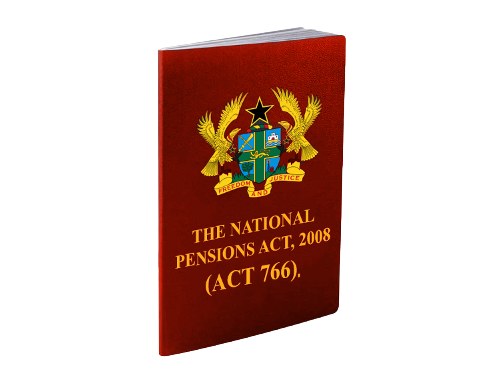 FREEDOM AND JUSTICE
THE NATIONAL
PENSIONS ACT, 2008
(ACT 766).